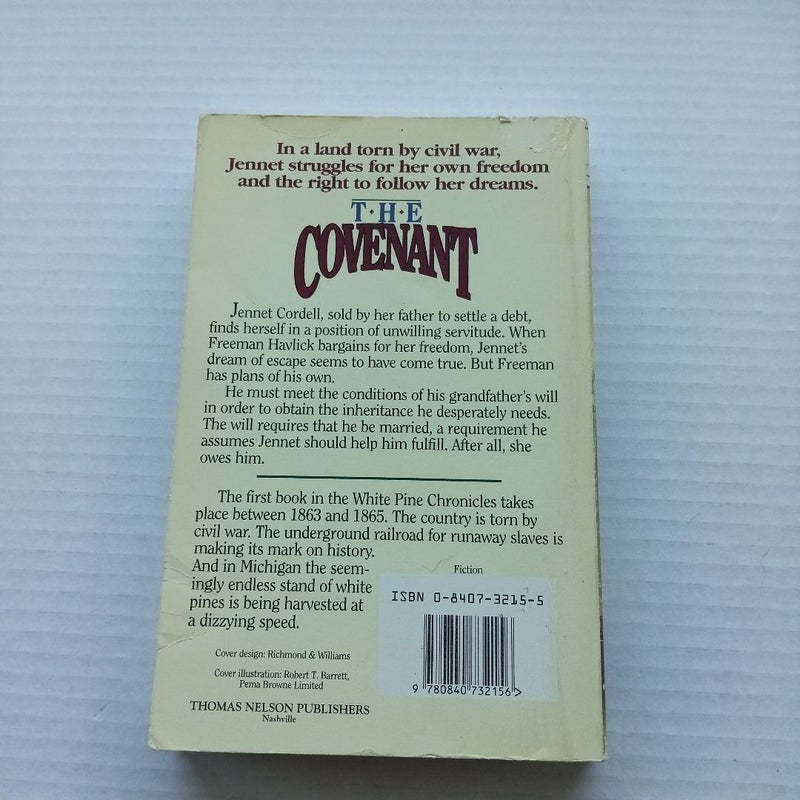 In a land torn by civil war,
Jennet struggles for her own freedom
and the right to follow her dreams.
T·H·E
COVENANT
Jennet Cordell, sold by her father to settle a debt,
finds herself in a position of unwilling servitude. When
Freeman Havlick bargains for her freedom, Jennet's
dream of escape seems to have come true. But Freeman
has plans of his own.
He must meet the conditions of his grandfather's will
in order to obtain the inheritance he desperately needs.
The will requires that he be married, a requirement he
assumes Jennet should help him fulfill. After all, she
owes him.
The first book in the White Pine Chronicles takes
place between 1863 and 1865. The country is torn by
civil war. The underground railroad for runaway slaves is
making its mark on history.
And in Michigan the seem-
ingly endless stand of white
pines is being harvested at
a dizzying speed.
Fiction
ISBN 0-8407-3215-5
9 780840 732156 >
Cover design: Richmond & Williams
Cover illustration: Robert T. Barrett,
Pema Browne Limited
THOMAS NELSON PUBLISHERS
Nashville